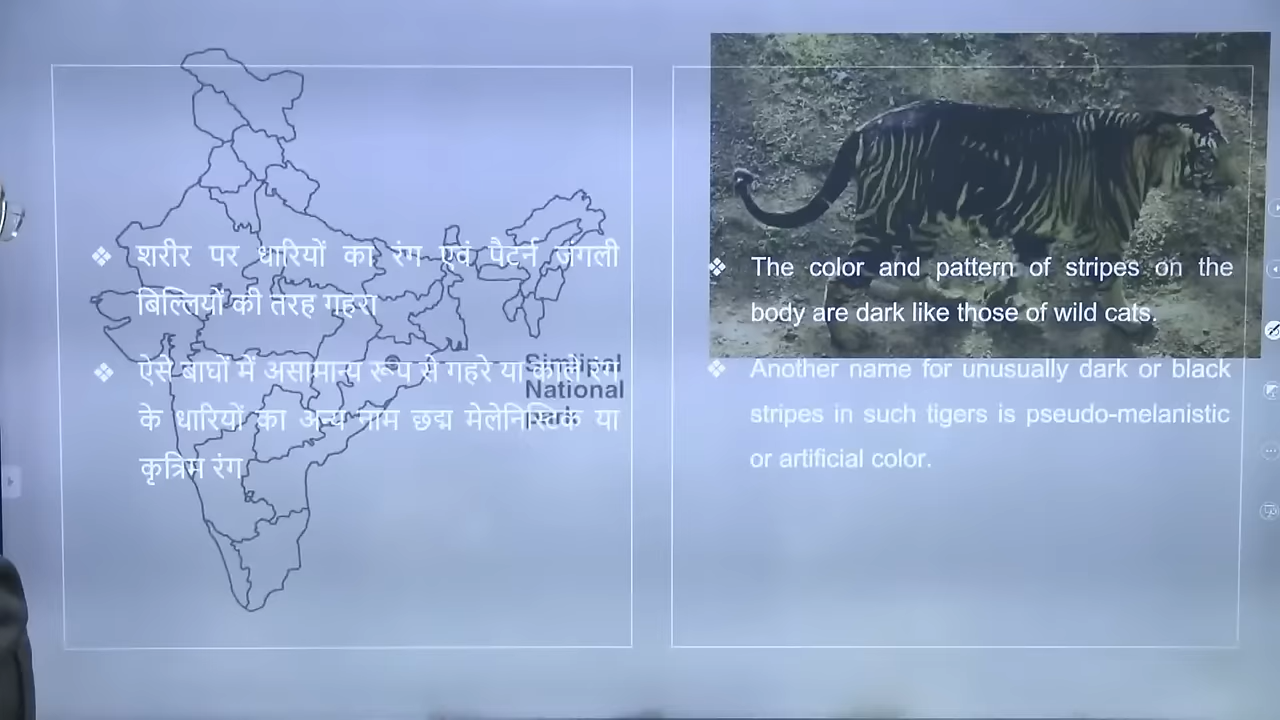 ❖ शरीर पर धारियों का रंग एवं पैटर्न जंगली
बिल्लियों की तरह गहरा
❖ ऐसे बाघों में असामान्य रूप से गहरे या काले रंग
के धारियों का अन्य नाम छद्म मेलेनिस्टिक या
कृत्रिम रंग
Simlipal
National
park
❖ The color and pattern of stripes on the
body are dark like those of wild cats.
❖ Another name for unusually dark or black
stripes in such tigers is pseudo-melanistic
or artificial color.